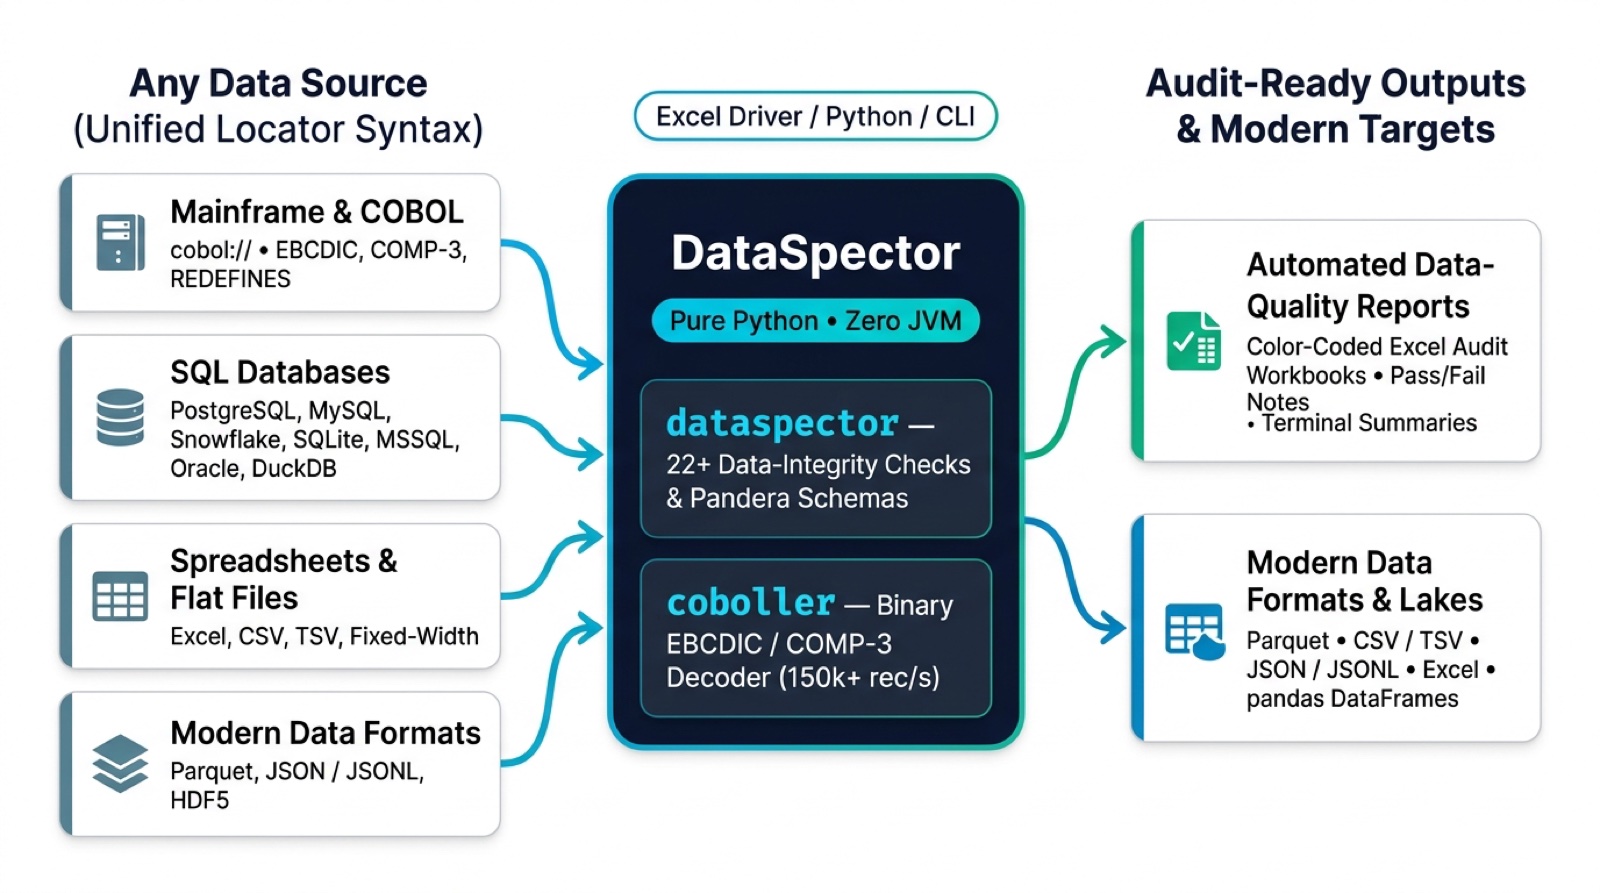 Any Data Source
(Unified Locator Syntax)
Mainframe & COBOL
cobol:// • EBCDIC, COMP-3,
REDEFINES
SQL Databases
PostgreSQL, MySQL,
Snowflake, SQLite, MSSQL,
Oracle, DuckDB
Spreadsheets &
Flat Files
Excel, CSV, TSV, Fixed-Width
Modern Data Formats
Parquet, JSON / JSONL,
HDF5
Excel Driver / Python / CLI
DataSpector
Pure Python • Zero JVM
dataspector —
22+ Data-Integrity Checks
& Pandera Schemas
coboller — Binary
EBCDIC / COMP-3
Decoder (150k+ rec/s)
Audit-Ready Outputs
& Modern Targets
Automated Data-
Quality Reports
Color-Coded Excel Audit
Workbooks • Pass/Fail
Notes
• Terminal Summaries
Modern Data
Formats & Lakes
Parquet • CSV / TSV •
JSON / JSONL • Excel •
pandas DataFrames